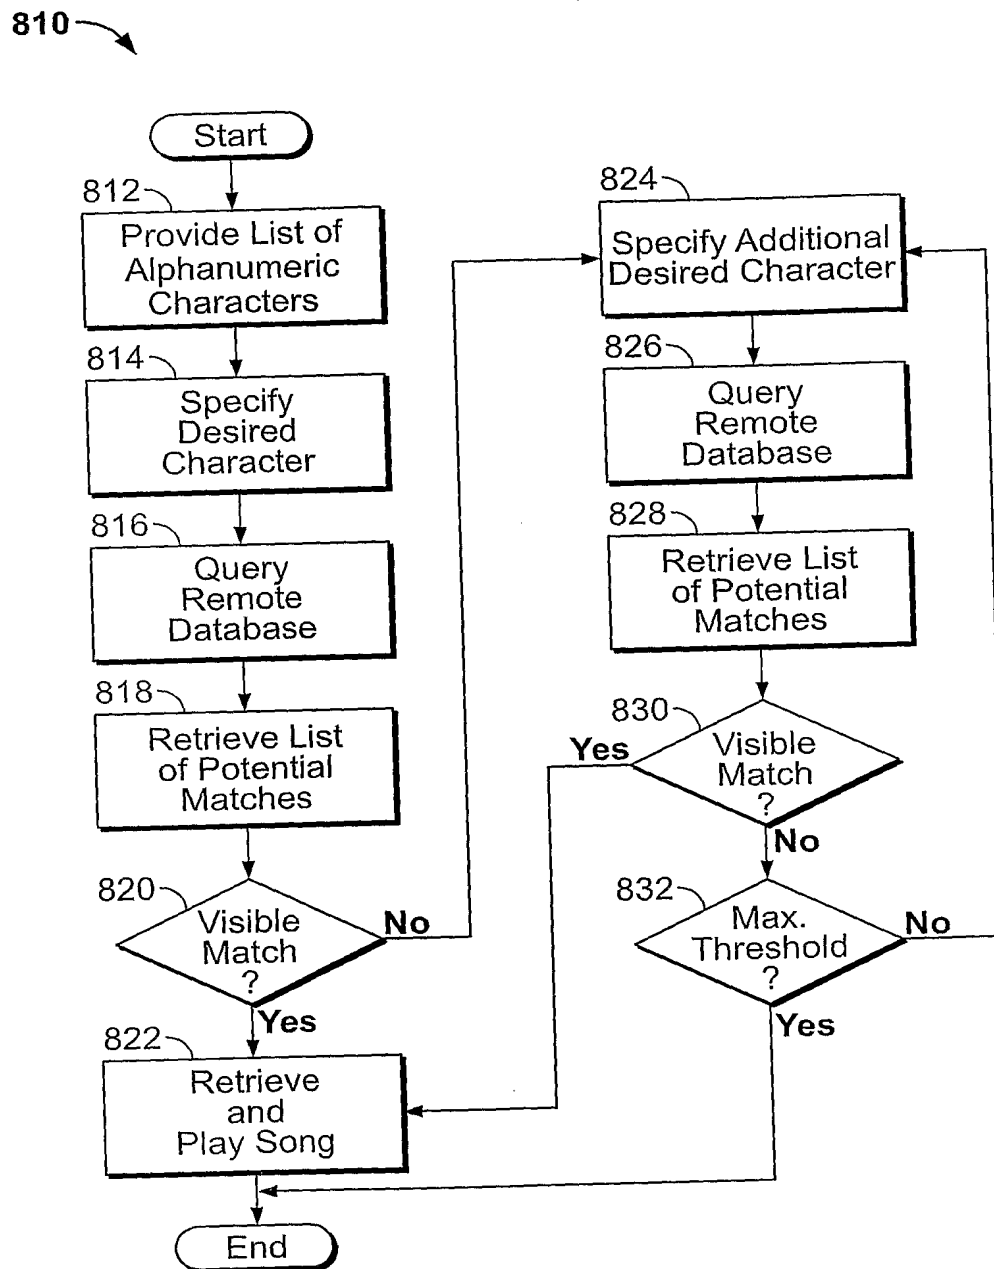 810
Start
812
Provide List of
Alphanumeric
Characters
814
Specify
Desired
Character
816
Query
Remote
Database
818
Retrieve List
of Potential
Matches
820
Visible
Match
?
No
Yes
822
Retrieve
and
Play Song
End
824
Specify Additional
Desired Character
826
Query
Remote
Database
828
Retrieve List
of Potential
Matches
830
Yes
Visible
Match
?
No
832
Max.
Threshold
?
No
Yes